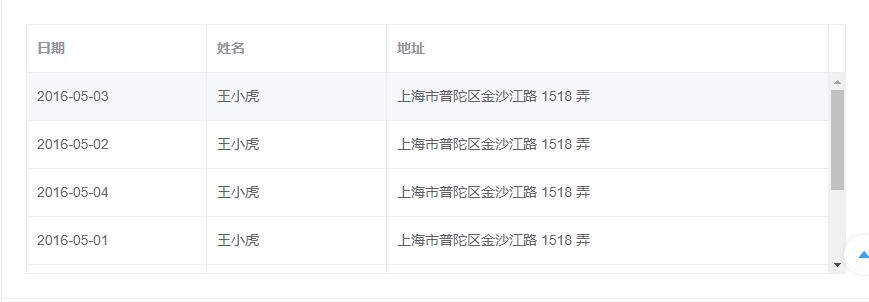 日期 姓名 地址
2016-05-03 王小虎 上海市普陀区金沙江路 1518 弄
2016-05-02 王小虎 上海市普陀区金沙江路 1518 弄
2016-05-04 王小虎 上海市普陀区金沙江路 1518 弄
2016-05-01 王小虎 上海市普陀区金沙江路 1518 弄